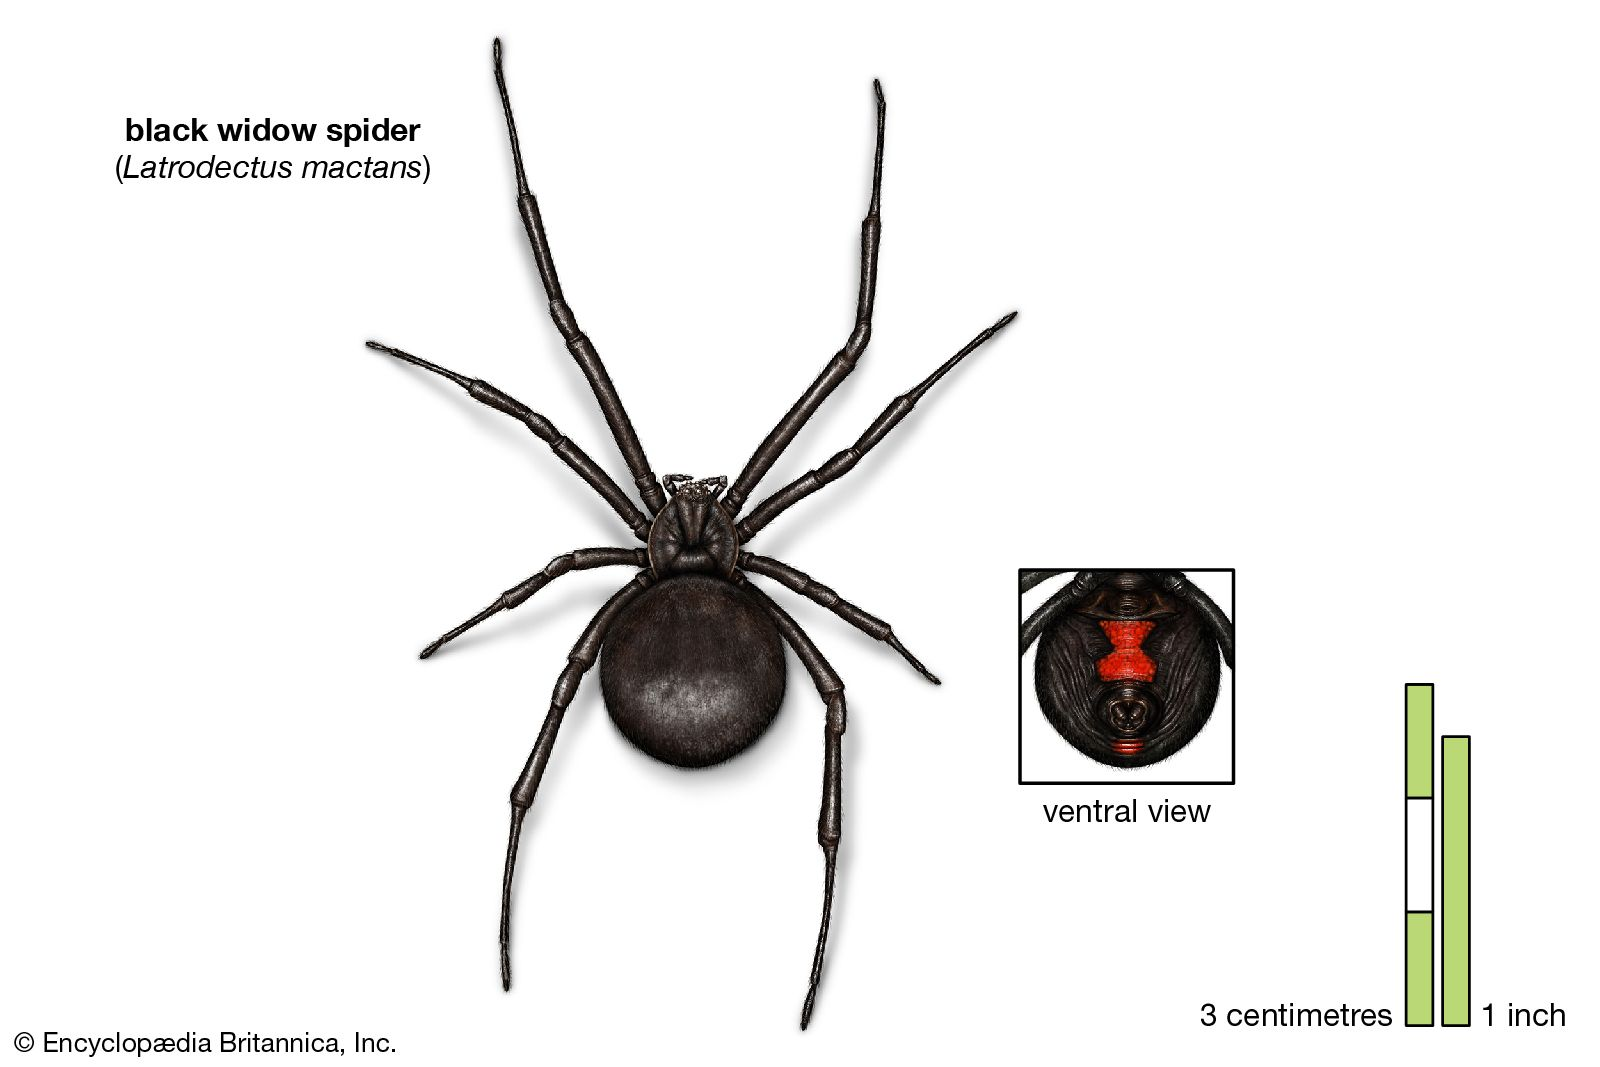 black widow spider
(Latrodectus mactans)
ventral view
3 centimetres
1 inch
© Encyclopædia Britannica, Inc.